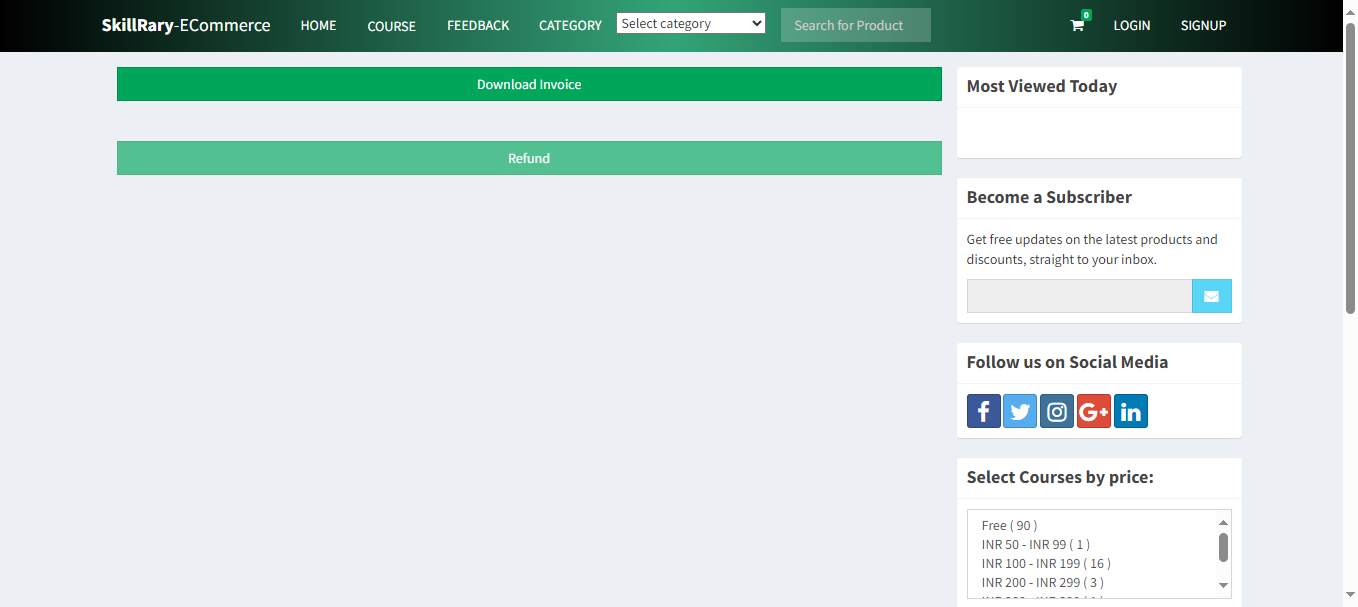 SkillRary-ECommerce HOME COURSE FEEDBACK CATEGORY Select category Search for Product 0 LOGIN SIGNUP
Download Invoice
Refund
Most Viewed Today
Become a Subscriber
Get free updates on the latest products and
discounts, straight to your inbox.
Follow us on Social Media
Select Courses by price:
Free ( 90 )
INR 50 - INR 99 ( 1 )
INR 100 - INR 199 ( 16 )
INR 200 - INR 299 ( 3 )